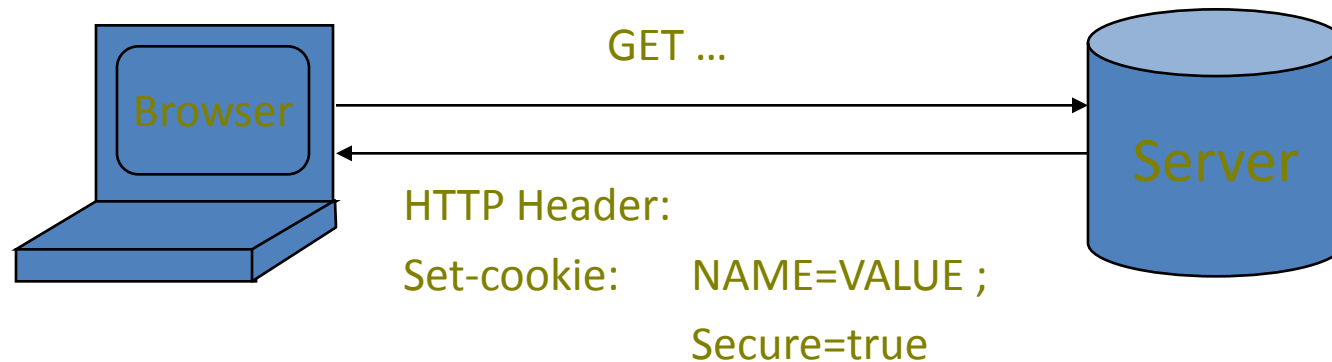 GET ...
Browser
Server
HTTP Header:
Set-cookie: NAME=VALUE ;
Secure=true